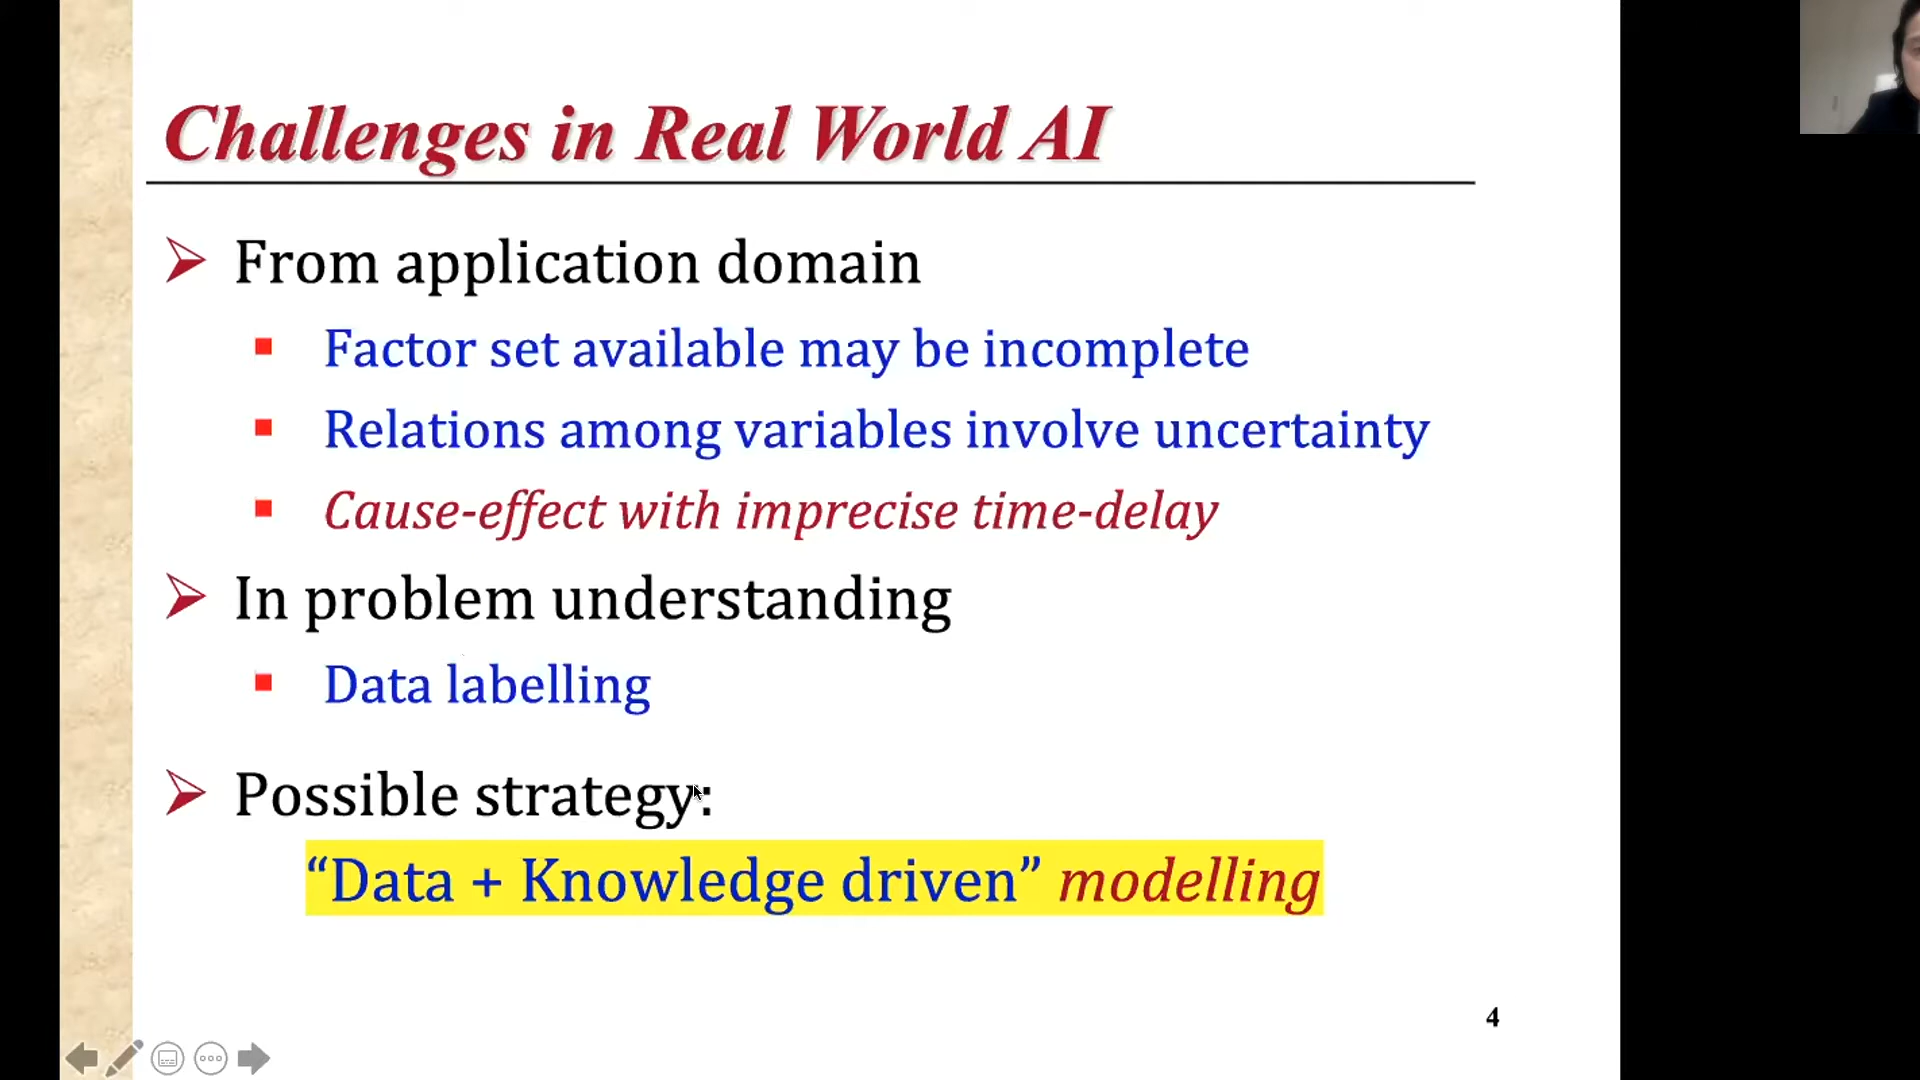 Challenges in Real World AI
From application domain
Factor set available may be incomplete
Relations among variables involve uncertainty
Cause-effect with imprecise time-delay
In problem understanding
Data labelling
Possible strategy:
“Data + Knowledge driven” modelling
4